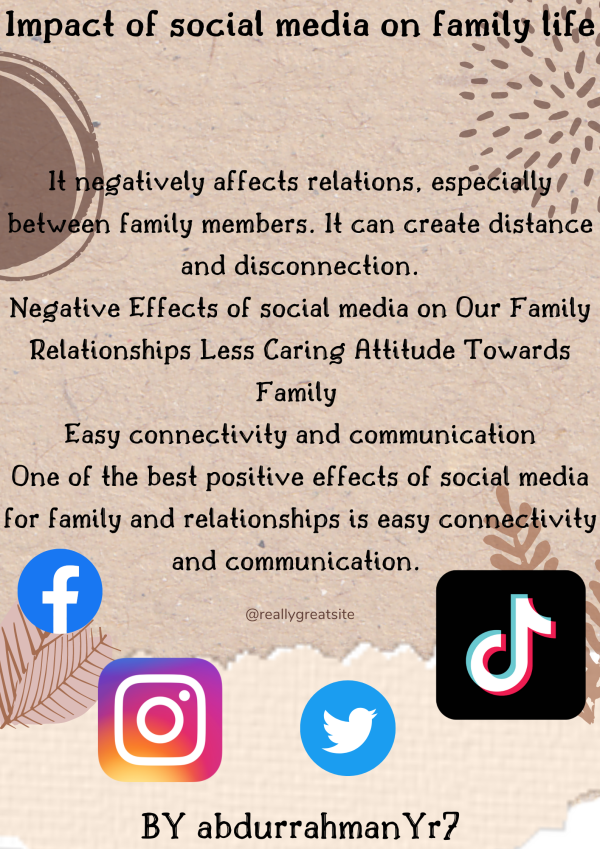 Impact of social media on family life
It negatively affects relations, especially
between family members. It can create distance
and disconnection.
Negative Effects of social media on Our Family
Relationships Less Caring Attitude Towards
Family
Easy connectivity and communication
One of the best positive effects of social media
for family and relationships is easy connectivity
and communication.
@reallygreatsite
BY abdurrahmanYr7